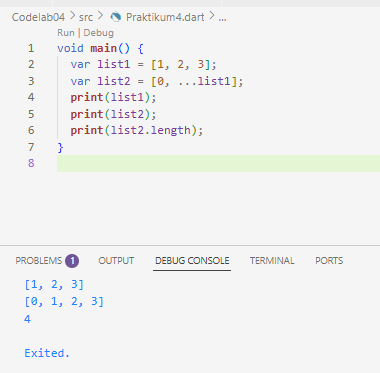 Codelab04 > src > Praktikum4.dart > ...
Run | Debug
1 void main() {
2 var list1 = [1, 2, 3];
3 var list2 = [0, ...list1];
4 print(list1);
5 print(list2);
6 print(list2.length);
7 }
8
PROBLEMS 1 OUTPUT DEBUG CONSOLE TERMINAL PORTS
[1, 2, 3]
[0, 1, 2, 3]
4
Exited.